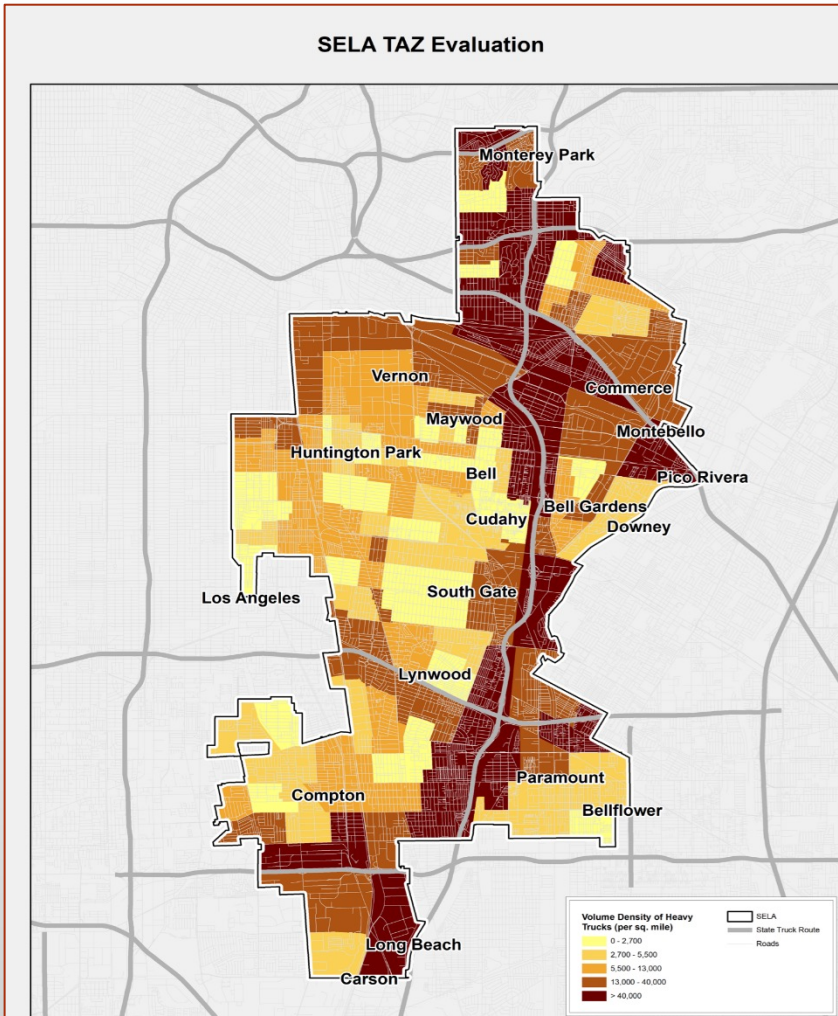 SELA TAZ Evaluation
Monterey Park
Vernon
Commerce
Maywood
Montebello
Huntington Park
Bell
Pico Rivera
Bell Gardens
Cudahy
Downey
South Gate
Los Angeles
Lynwood
Paramount
Compton
Bellflower
Long Beach
Carson
Volume Density of Heavy
Trucks (per sq. mile)
0 - 2,700
2,700 - 5,500
5,500 - 13,000
13,000 - 40,000
> 40,000
SELA
State Truck Route
Roads